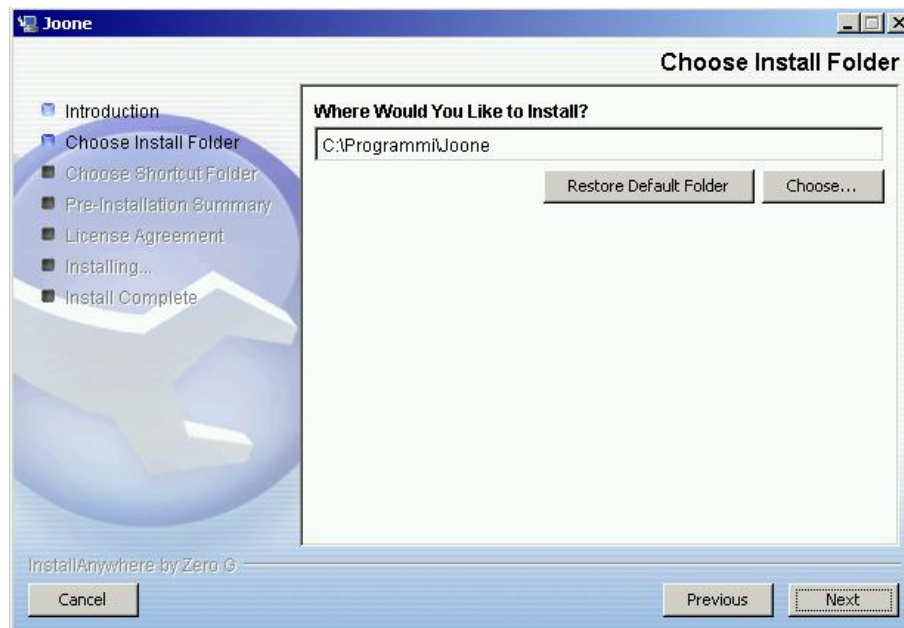 Joone
Choose Install Folder
Introduction
Choose Install Folder
Choose Shortcut Folder
Pre-Installation Summary
License Agreement
Installing...
Install Complete
Where Would You Like to Install?
C:\Programmi\Joone
Restore Default Folder Choose...
InstallAnywhere by Zero G
Cancel Previous Next